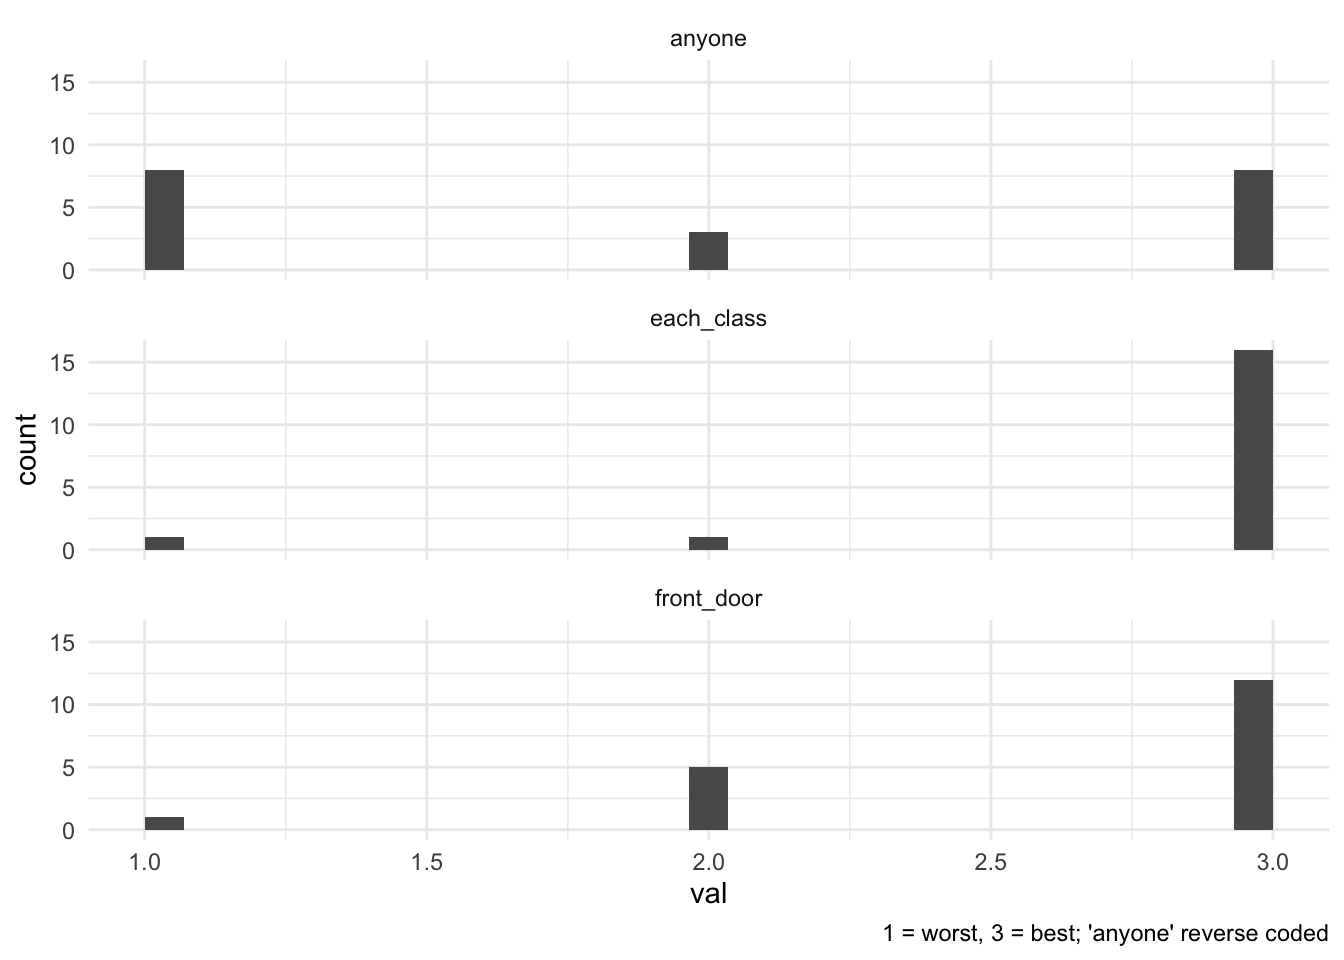 anyone
15
10
5
0
each_class
15
10
5
0
front_door
15
10
5
0
count
1.0 1.5 2.0 2.5 3.0
val
1 = worst, 3 = best; 'anyone' reverse coded